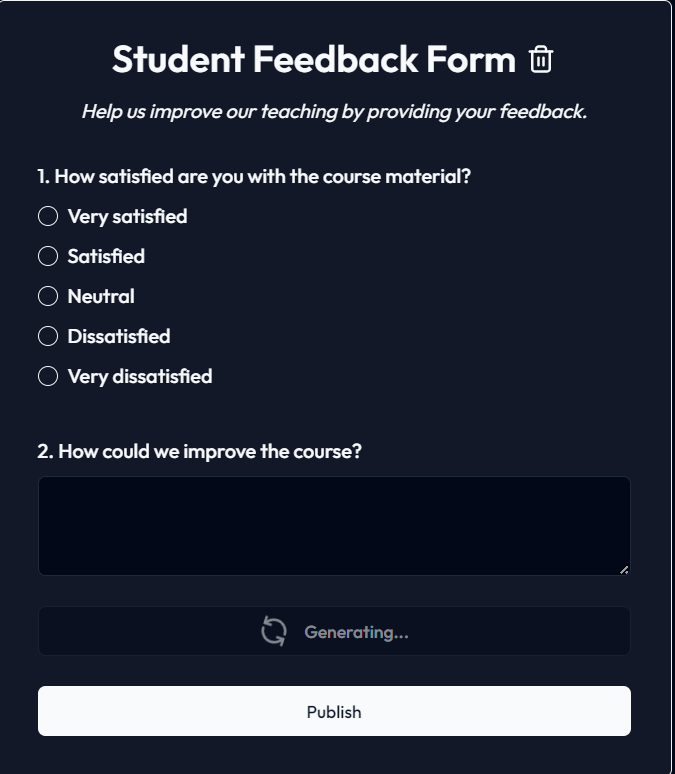 Student Feedback Form
Help us improve our teaching by providing your feedback.
1. How satisfied are you with the course material?
Very satisfied
Satisfied
Neutral
Dissatisfied
Very dissatisfied
2. How could we improve the course?
Generating...
Publish